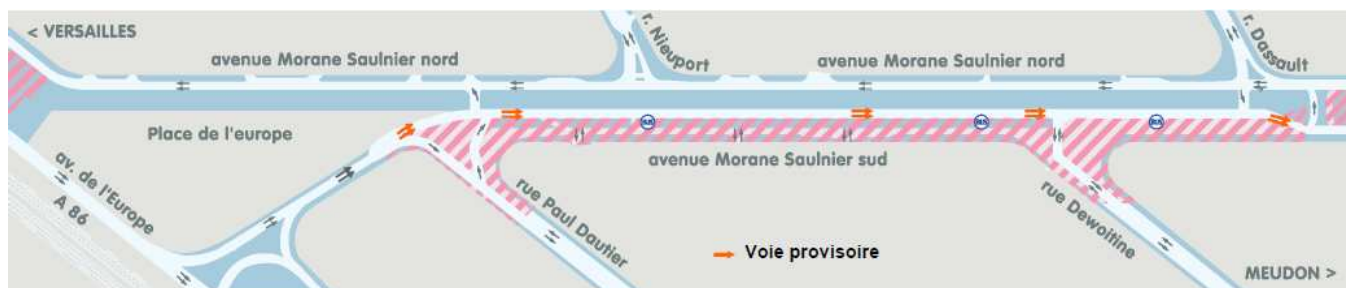 < VERSAILLES
avenue Morane Saulnier nord
r. Nieuport
avenue Morane Saulnier nord
r. Dassault
Place de l'europe
avenue Morane Saulnier sud
av. de l'Europe
A 86
rue Paul Dautier
rue Dewoitine
Voie provisoire
MEUDON >